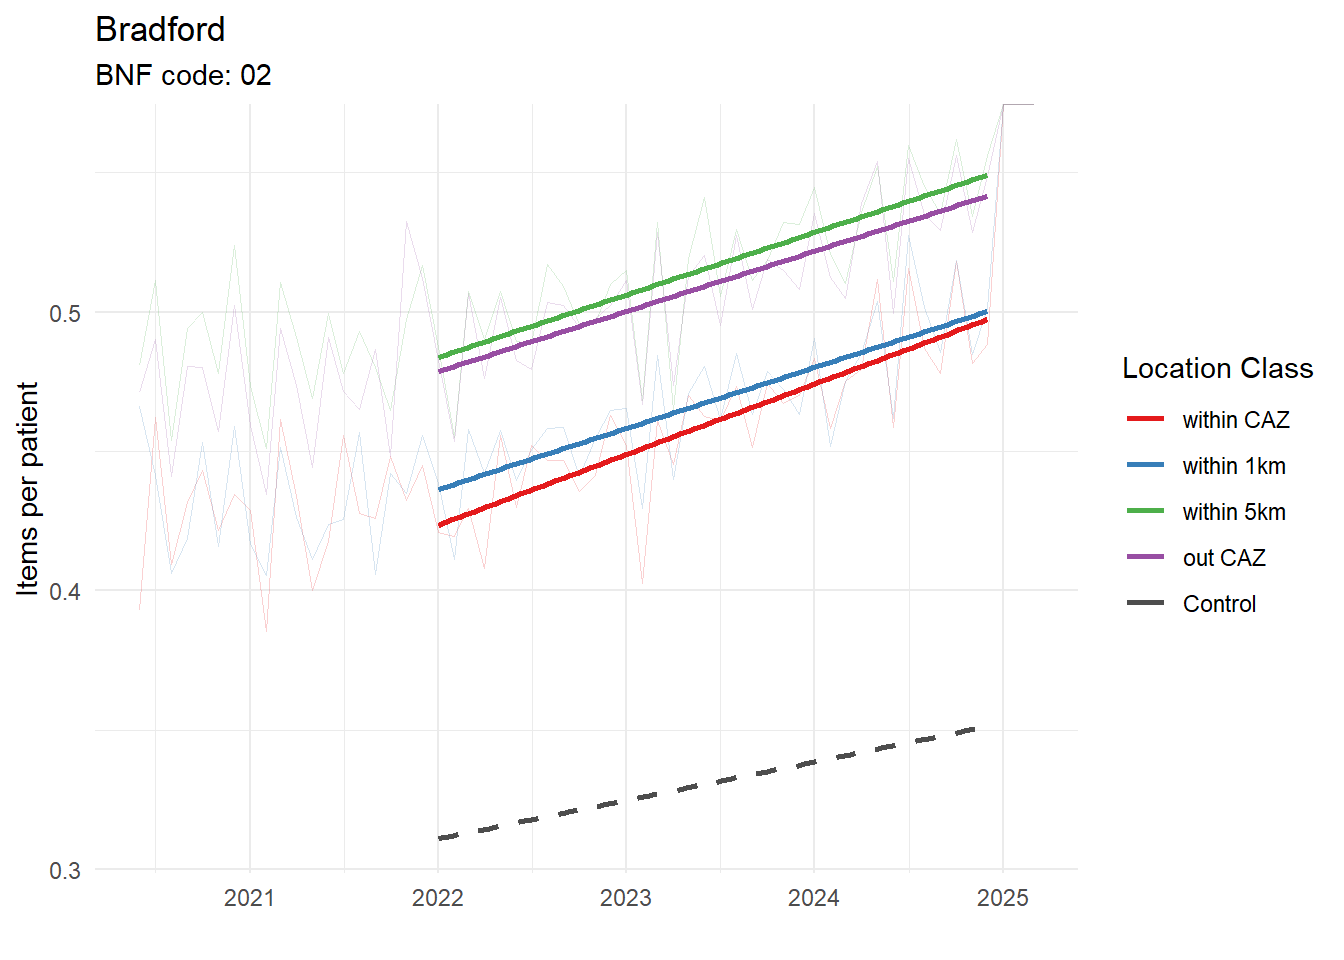 Bradford
BNF code: 02
Items per patient
0.5
0.4
0.3
2021
2022
2023
2024
2025
Location Class
within CAZ
within 1km
within 5km
out CAZ
Control